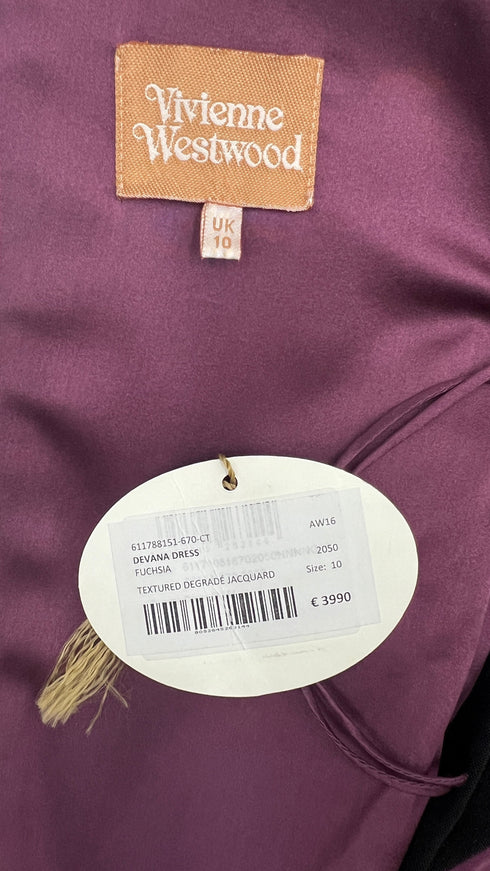 Vivienne
Westwood
UK
10
611788151-670-CT
AW16
DEVANA DRESS
FUCHSIA
2050
TEXTURED DEGRADÉ JACQUARD
Size: 10
€ 3990